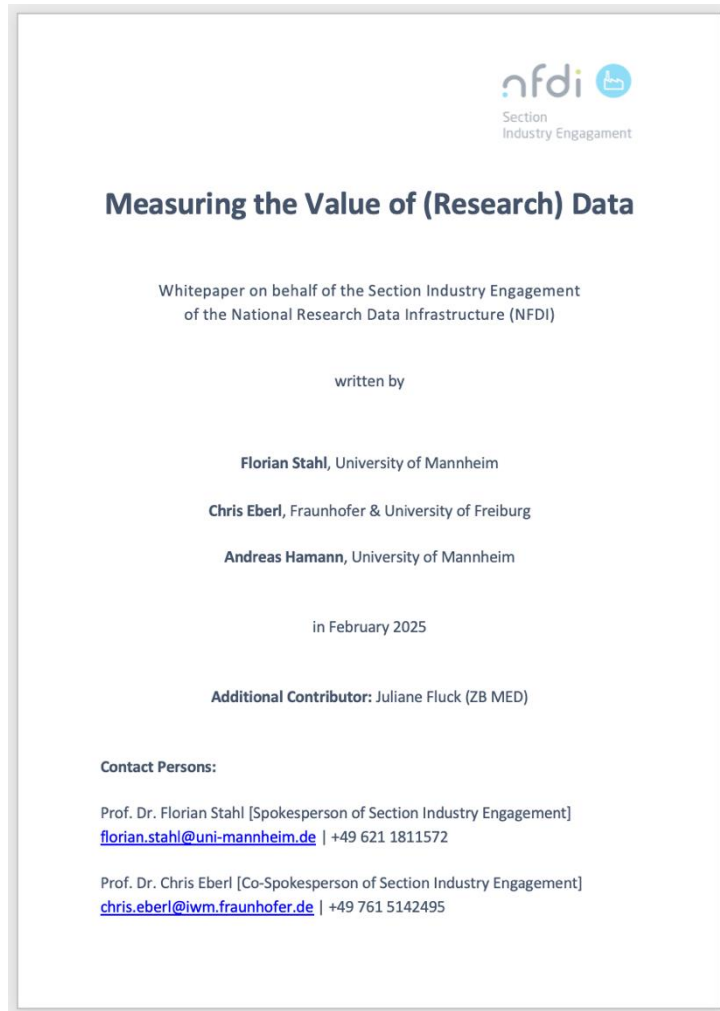 nfdi
Section
Industry Engagament
Measuring the Value of (Research) Data
Whitepaper on behalf of the Section Industry Engagement
of the National Research Data Infrastructure (NFDI)
written by
Florian Stahl, University of Mannheim
Chris Eberl, Fraunhofer & University of Freiburg
Andreas Hamann, University of Mannheim
in February 2025
Additional Contributor: Juliane Fluck (ZB MED)
Contact Persons:
Prof. Dr. Florian Stahl [Spokesperson of Section Industry Engagement]
florian.stahl@uni-mannheim.de | +49 621 1811572
Prof. Dr. Chris Eberl [Co-Spokesperson of Section Industry Engagement]
chris.eberl@iwm.fraunhofer.de | +49 761 5142495